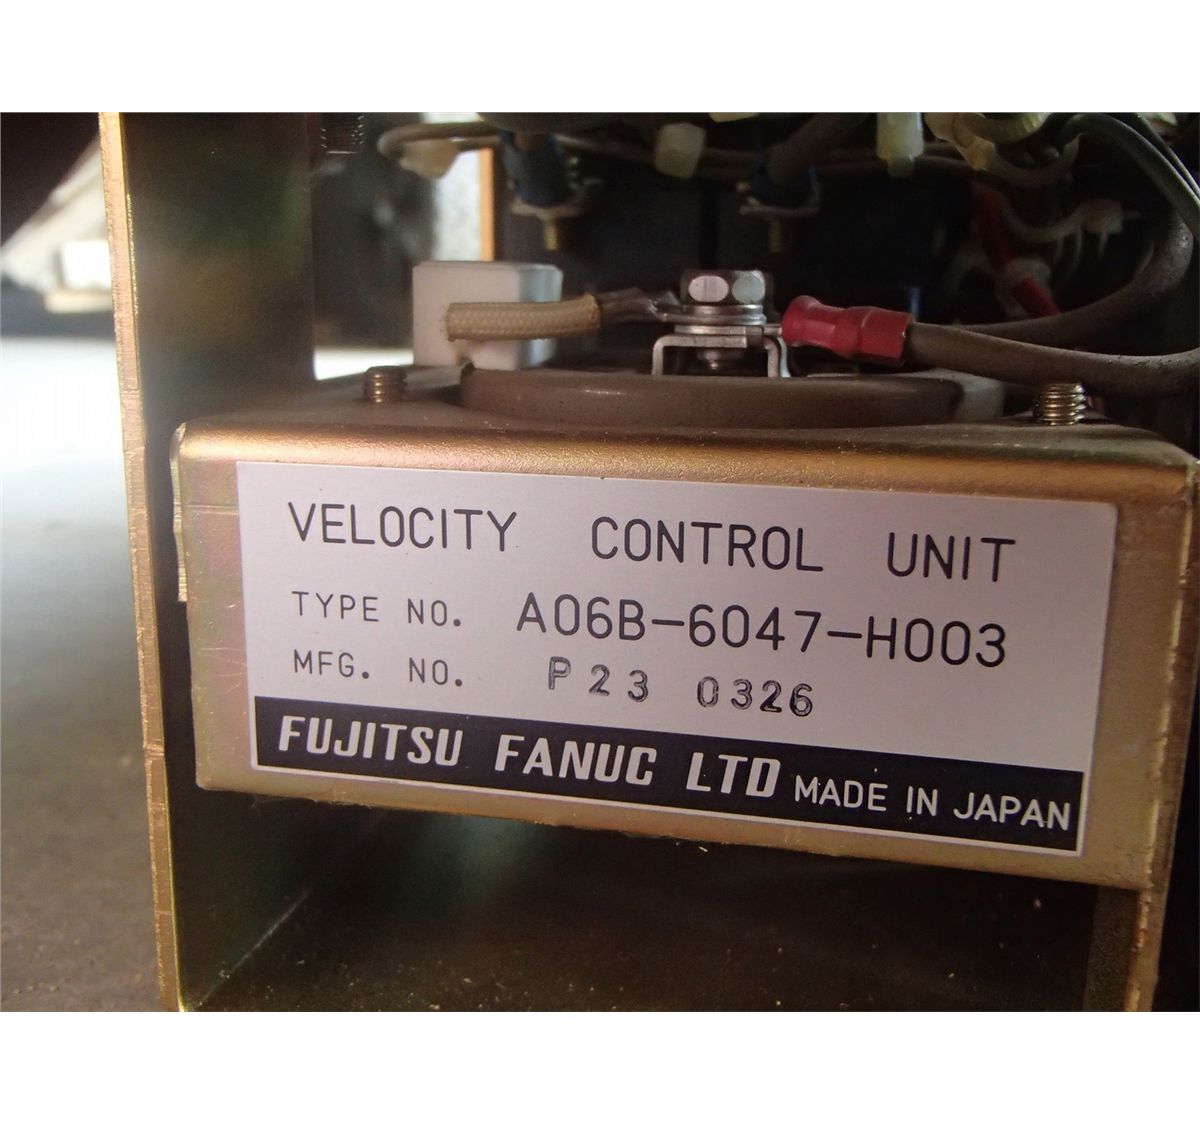 VELOCITY CONTROL UNIT
TYPE NO. A06B-6047-H003
MFG. NO. P23 0326
FUJITSU FANUC LTD MADE IN JAPAN